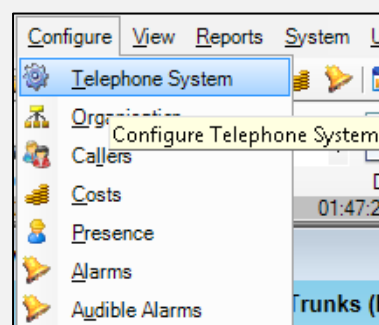 Configure View Reports System
Telephone System
Configure Telephone System
Callers
Costs
01:47:2
Presence
Alarms
Trunks (
Audible Alarms